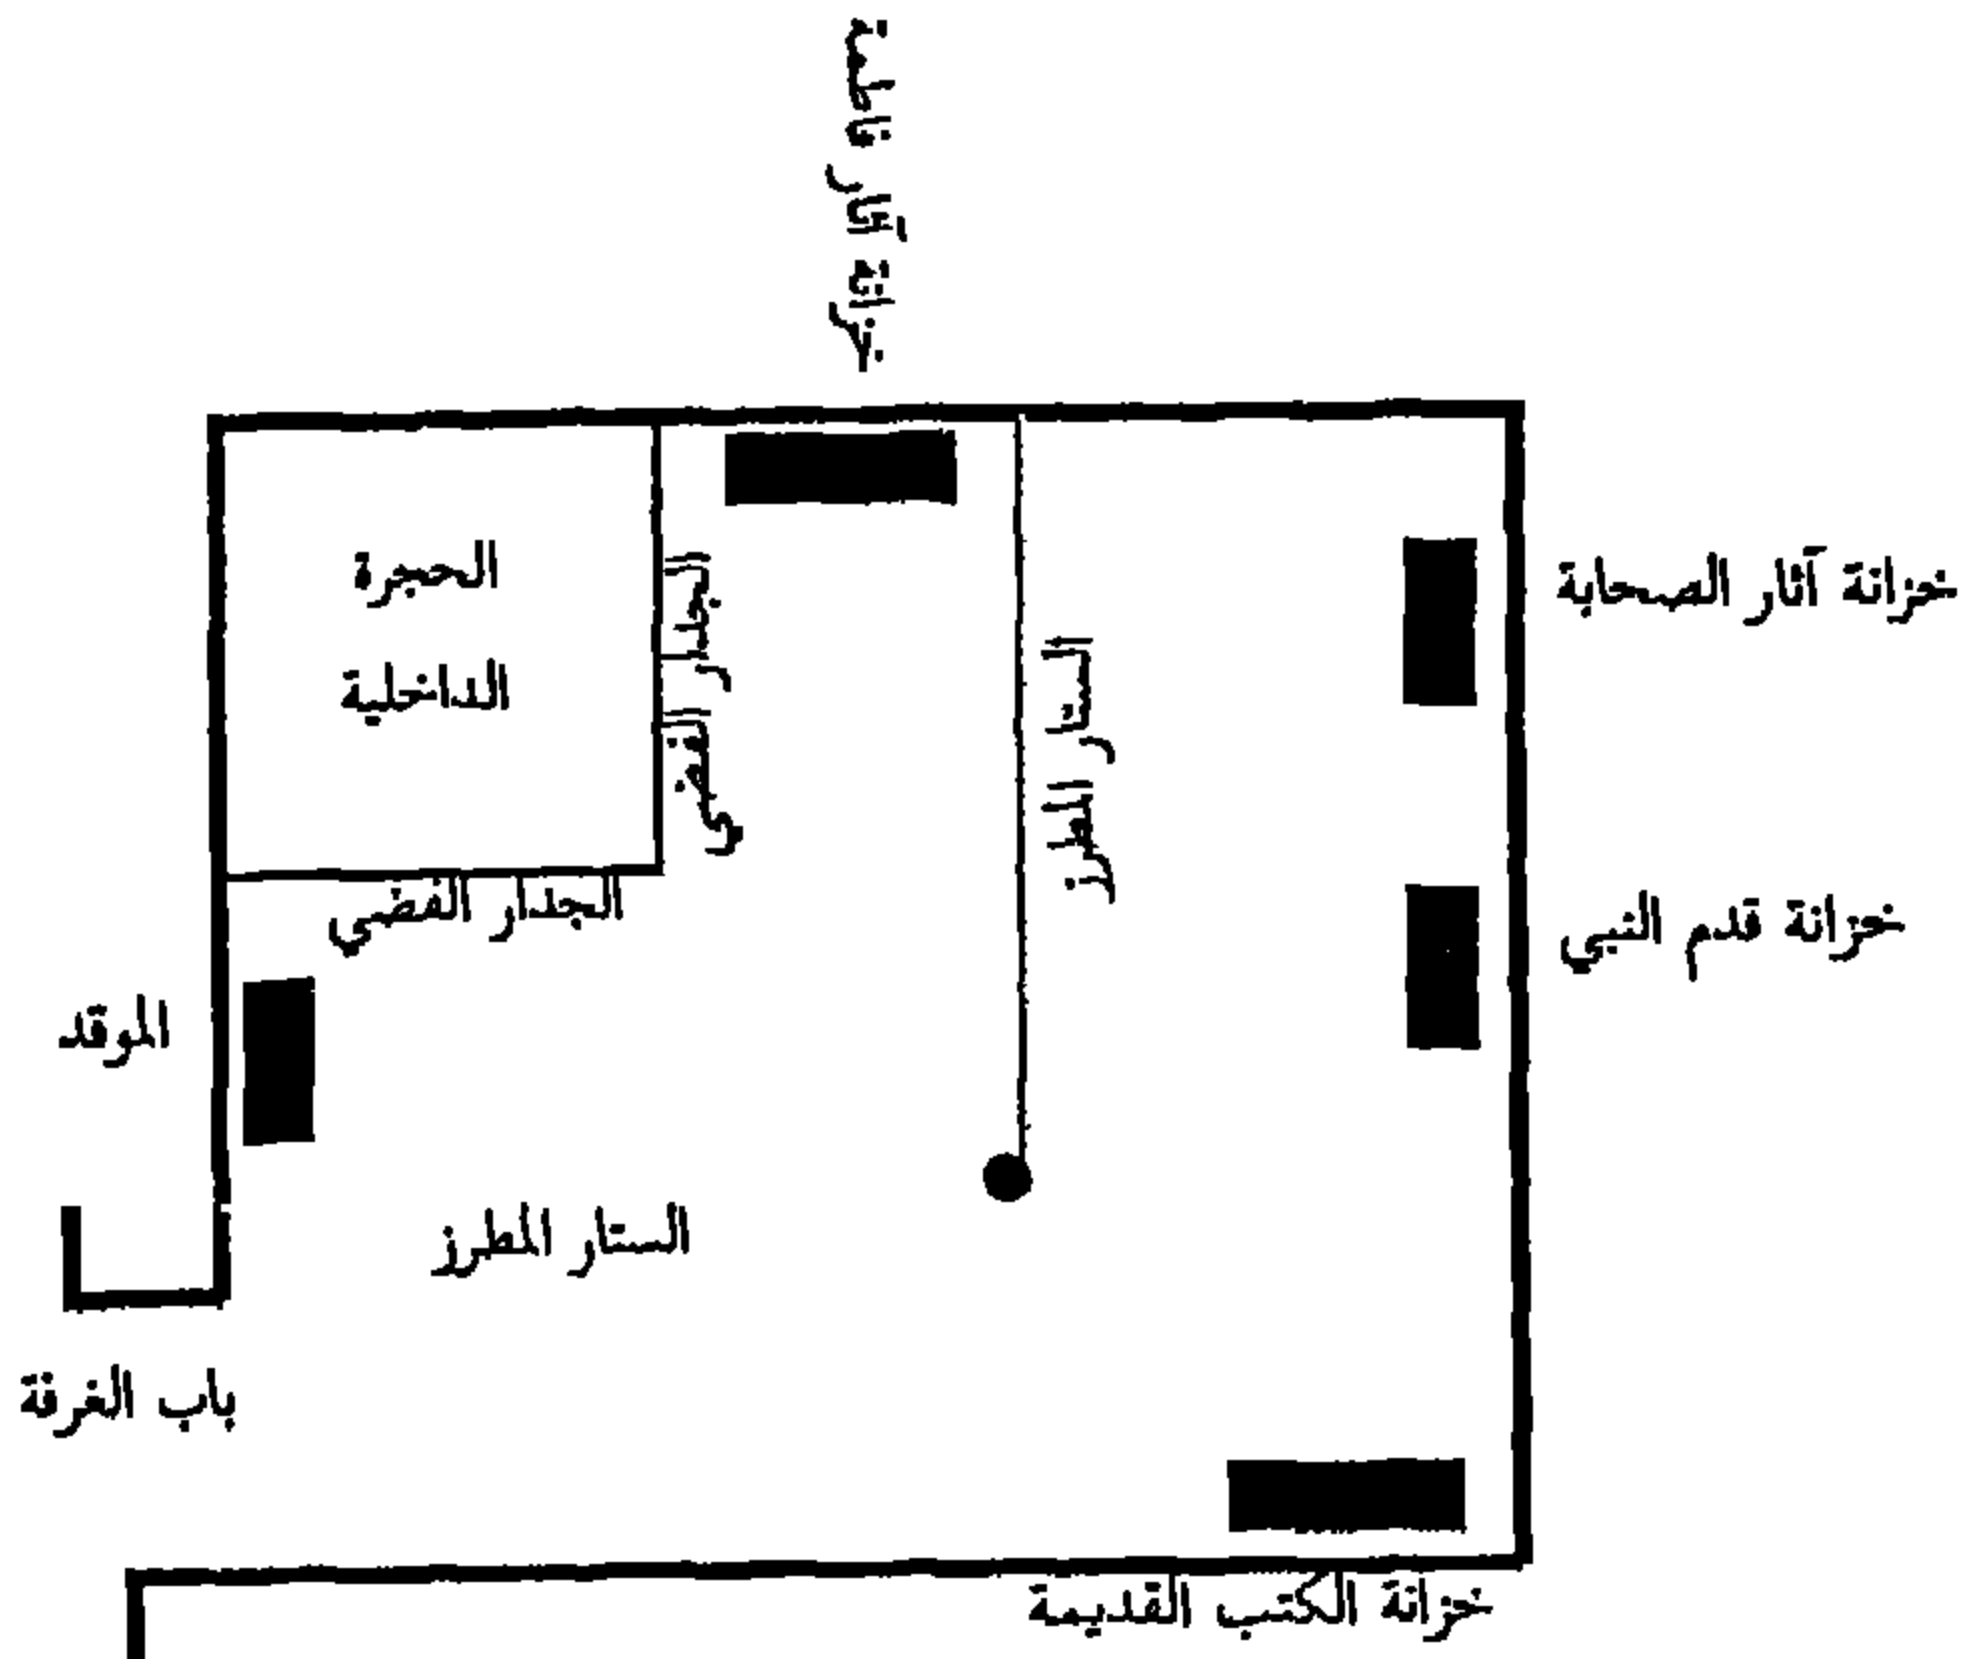 خزانة آثار فاطمة
خزانة آثار الصحابة
الحجرة
الداخلية
الجدار الفضي
الستار المطرز
خزانة قدم النبي
الجدار الفضي
الموقد
الستار المطرز
باب الغرفة
خزانة الكتب القديمة